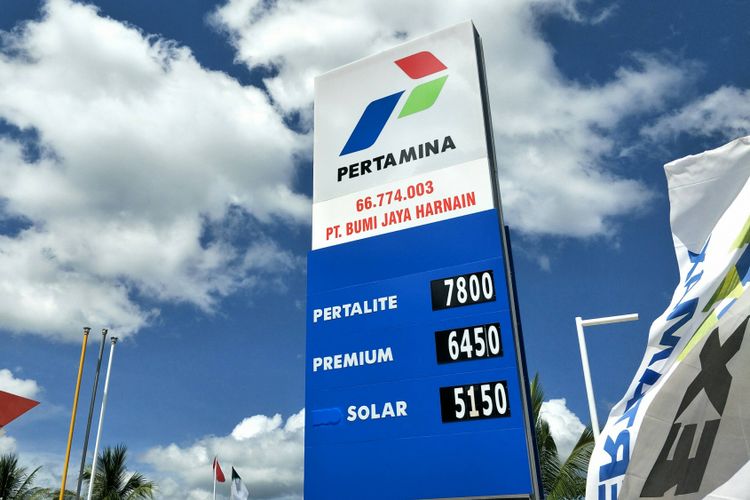 PERTAMINA
66.774.003
PT. BUMI JAYA HARNAIN
PERTALITE 7800
PREMIUM 6450
SOLAR 5150